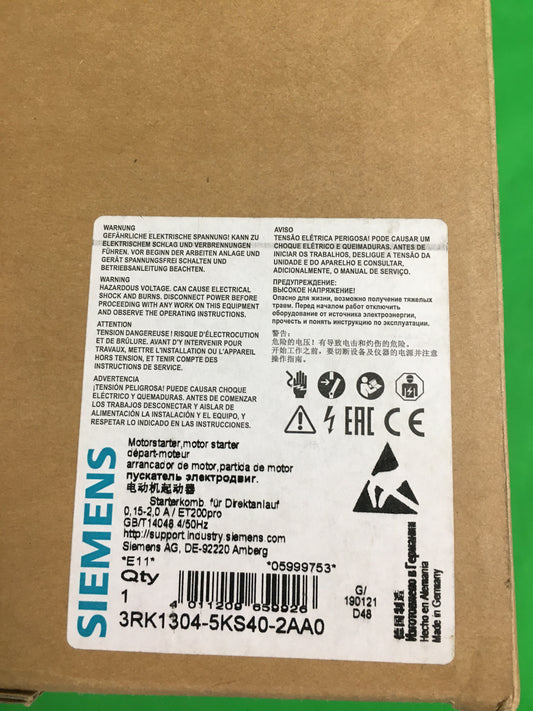 WARNUNG
GEFÄHRLICHE ELEKTRISCHE SPANNUNG! KANN ZU
ELEKTRISCHEM SCHLAG UND VERBRENNUNGEN
FÜHREN. VOR BEGINN DER ARBEITEN ANLAGE UND
GERÄT SPANNUNGSFREI SCHALTEN UND
BETRIEBSANLEITUNG BEACHTEN.
WARNING
HAZARDOUS VOLTAGE. CAN CAUSE ELECTRICAL
SHOCK AND BURNS. DISCONNECT POWER BEFORE
PROCEEDING WITH ANY WORK ON THIS EQUIPMENT
AND OBSERVE THE OPERATING INSTRUCTIONS.
ATTENTION
TENSION DANGEREUSE ! RISQUE D'ÉLECTROCUTION
ET DE BRÛLURE. AVANT D'Y INTERVENIR POUR
TRAVAUX, METTRE L'INSTALLATION OU L'APPAREIL
HORS TENSION, ET TENIR COMPTE DES
INSTRUCTIONS DE SERVICE.
ADVERTENCIA
¡TENSIÓN PELIGROSA! PUEDE CAUSAR CHOQUE
ELÉCTRICO Y QUEMADURAS. ANTES DE COMENZAR
LOS TRABAJOS DESCONECTAR Y AISLAR DE
ALIMENTACIÓN LA INSTALACIÓN Y EL EQUIPO, Y
RESPETAR LO INDICADO EN LAS INSTRUCCIONES.
AVISO
TENSÃO ELÉTRICA PERIGOSA! PODE CAUSAR UM
CHOQUE ELÉTRICO E QUEIMADURAS. ANTES DE
INICIAR OS TRABALHOS, DESLIGUE A TENSÃO DA
UNIDADE E DO APARELHO E CONSULTAR,
ADICIONALMENTE, O MANUAL DE SERVIÇO.
ПРЕДУПРЕЖДЕНИЕ:
ВЫСОКОЕ НАПРЯЖЕНИЕ!
Опасно для жизни, возможно получение тяжелых
травм. Перед началом работ отключить
оборудование от источника электроэнергии,
прочесть и понять инструкцию по эксплуатации.
警告:
危险的电压! 有导致电击和灼伤的危险。
开始工作之前, 要切断设备及仪器的电源并注意
操作指南。
EAC CE
SIEMENS
Motorstarter,motor starter
départ-moteur
arrancador de motor,partida de motor
пускатель электродвиг.
电动机起动器
Starterkomb. für Direktanlauf
0,15-2,0 A / ET200pro
GB/T14048 4/50Hz
http://support.industry.siemens.com
Siemens AG, DE-92220 Amberg
*E11* *05999753*
Qty
1
4 011209 659926
G/
190121
D48
3RK1304-5KS40-2AA0
德国制造
Изготовлено в Германии
Hecho en Alemania
Made in Germany